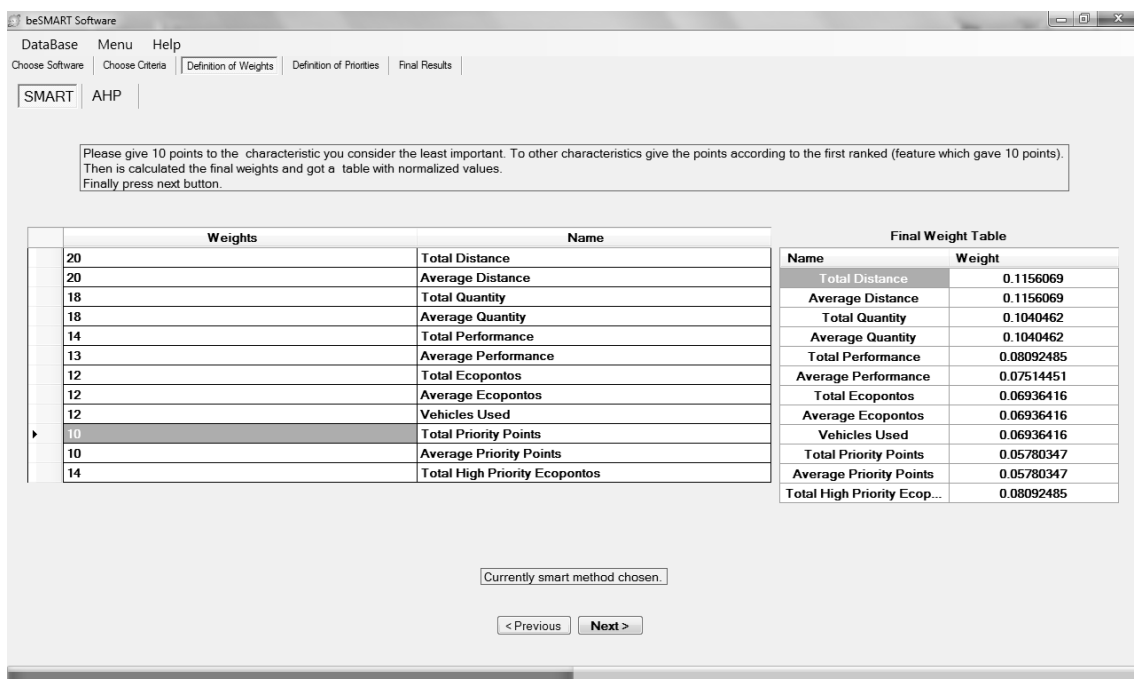 beSMART Software
DataBase Menu Help
Choose Software Choose Criteria Definition of Weights Definition of Priorities Final Results
SMART AHP
Please give 10 points to the characteristic you consider the least important. To other characteristics give the points according to the first ranked (feature which gave 10 points).
Then is calculated the final weights and got a table with normalized values.
Finally press next button.
Weights Name
20 Total Distance
20 Average Distance
18 Total Quantity
18 Average Quantity
14 Total Performance
13 Average Performance
12 Total Ecopontos
12 Average Ecopontos
12 Vehicles Used
10 Total Priority Points
10 Average Priority Points
14 Total High Priority Ecopontos
Final Weight Table
Name Weight
Total Distance 0.1156069
Average Distance 0.1156069
Total Quantity 0.1040462
Average Quantity 0.1040462
Total Performance 0.08092485
Average Performance 0.07514451
Total Ecopontos 0.06936416
Average Ecopontos 0.06936416
Vehicles Used 0.06936416
Total Priority Points 0.05780347
Average Priority Points 0.05780347
Total High Priority Ecop... 0.08092485
Currently smart method chosen.
< Previous Next >